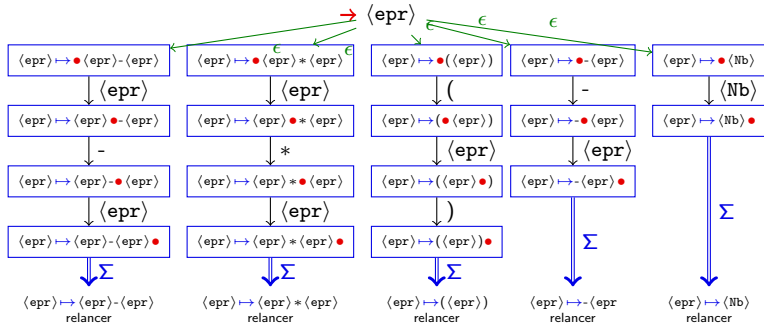 → ⟨epr⟩
ϵ ϵ ϵ ϵ ϵ
⟨epr⟩↦●⟨epr⟩-⟨epr⟩ ⟨epr⟩↦●⟨epr⟩∗⟨epr⟩ ⟨epr⟩↦●(⟨epr⟩) ⟨epr⟩↦●-⟨epr⟩ ⟨epr⟩↦●⟨Nb⟩
⟨epr⟩ ⟨epr⟩ ( - ⟨Nb⟩
⟨epr⟩↦⟨epr⟩●-⟨epr⟩ ⟨epr⟩↦⟨epr⟩●∗⟨epr⟩ ⟨epr⟩↦(●⟨epr⟩) ⟨epr⟩↦-●⟨epr⟩ ⟨epr⟩↦⟨Nb⟩●
- ∗ ⟨epr⟩ ⟨epr⟩
⟨epr⟩↦⟨epr⟩-●⟨epr⟩ ⟨epr⟩↦⟨epr⟩∗●⟨epr⟩ ⟨epr⟩↦(⟨epr⟩●) ⟨epr⟩↦-⟨epr⟩●
⟨epr⟩ ⟨epr⟩ ) Σ Σ
⟨epr⟩↦⟨epr⟩-⟨epr⟩● ⟨epr⟩↦⟨epr⟩∗⟨epr⟩● ⟨epr⟩↦(⟨epr⟩)●
Σ Σ Σ
⟨epr⟩↦⟨epr⟩-⟨epr⟩ ⟨epr⟩↦⟨epr⟩∗⟨epr⟩ ⟨epr⟩↦(⟨epr⟩) ⟨epr⟩↦-⟨epr ⟨epr⟩↦⟨Nb⟩
relancer relancer relancer relancer relancer